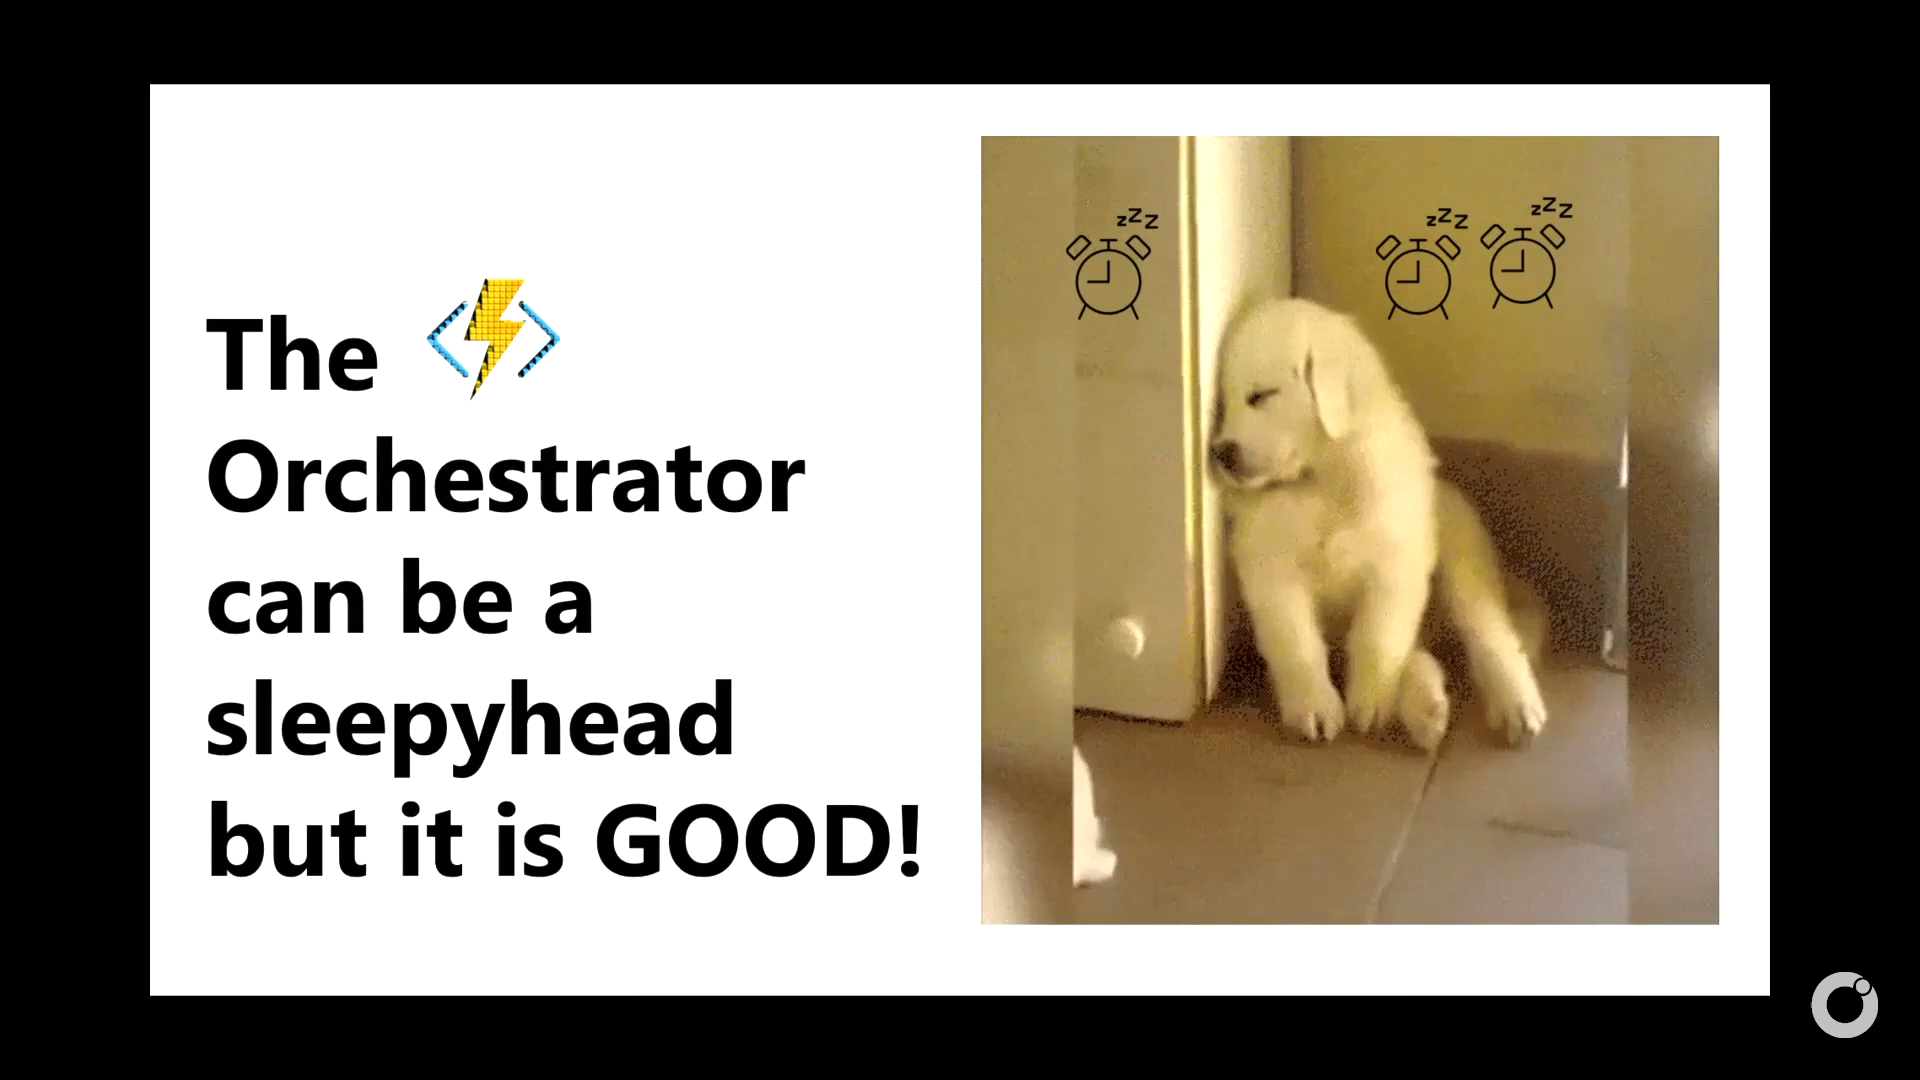 The
Orchestrator
can be a
sleepyhead
but it is GOOD!
zZZ
zZZ
zZZ